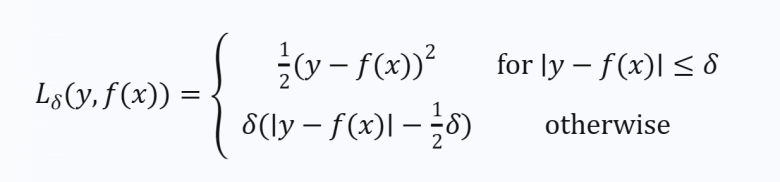 L_δ(y, f(x)) = { ½(y − f(x))² for |y − f(x)| ≤ δ
δ(|y − f(x)| − ½δ) otherwise